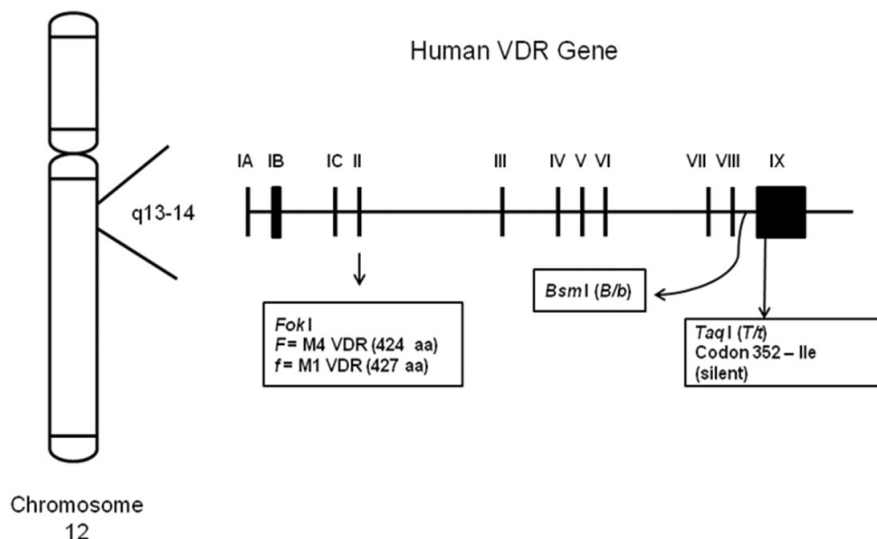 Human VDR Gene
IA IB IC II III IV V VI VII VIII IX
q13-14
BsmI (B/b)
FokI
F = M4 VDR (424 aa)
f = M1 VDR (427 aa)
TaqI (T/t)
Codon 352 – Ile
(silent)
Chromosome
12